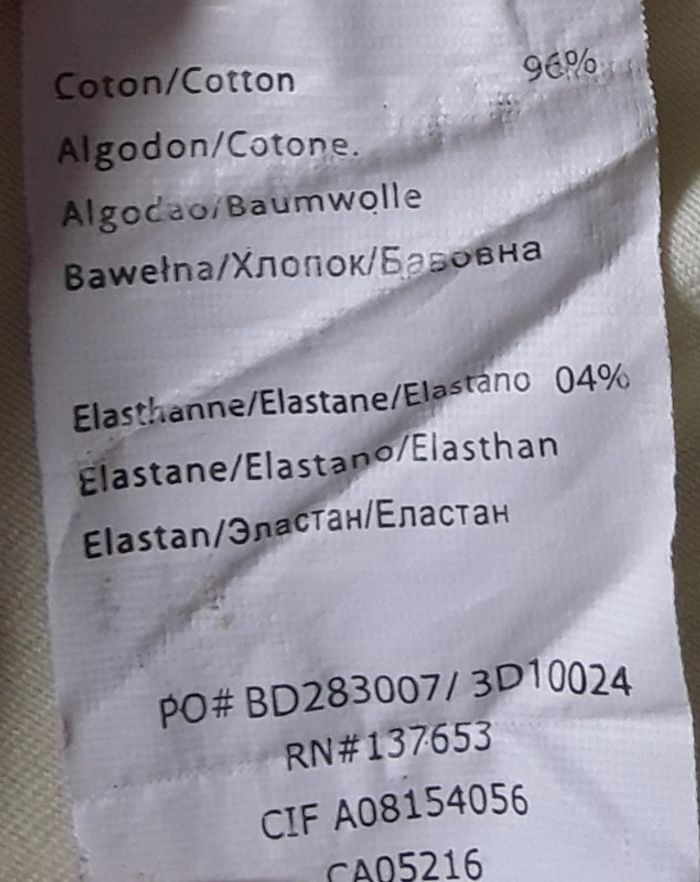 Coton/Cotton 96%
Algodon/Cotone.
Algodao/Baumwolle
Bawełna/Хлопок/Бавовна
Elasthanne/Elastane/Elastano 04%
Elastane/Elastano/Elasthan
Elastan/Эластан/Еластан
PO# BD283007/ 3D10024
RN#137653
CIF A08154056
CA05216